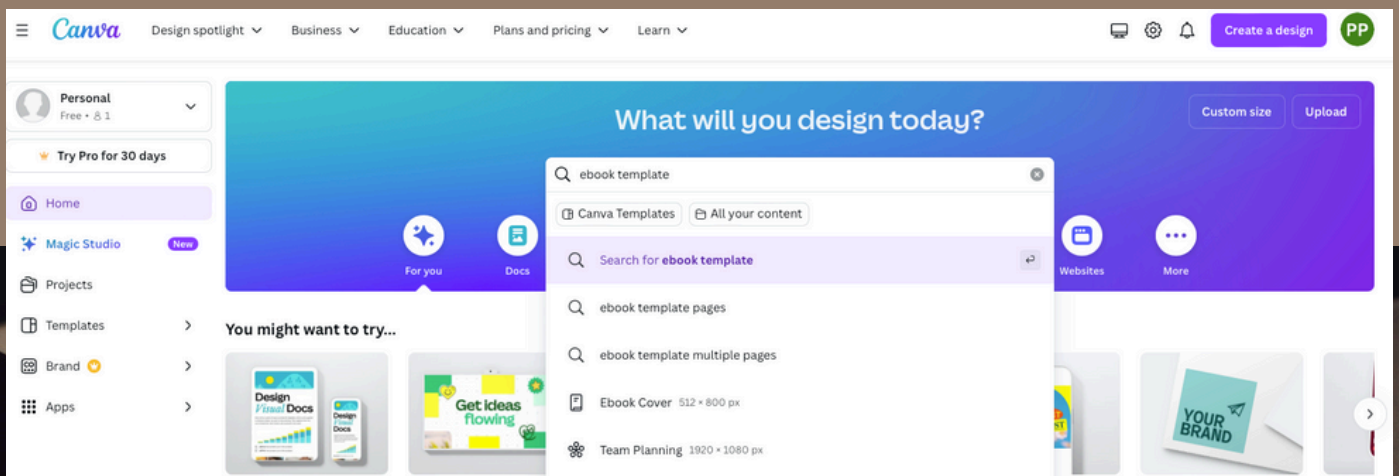 Canva
Design spotlight
Business
Education
Plans and pricing
Learn
Create a design
PP
Personal
Free • 1
Try Pro for 30 days
Home
Magic Studio
New
Projects
Templates
Brand
Apps
What will you design today?
Custom size
Upload
ebook template
Canva Templates
All your content
For you
Docs
Websites
More
Search for ebook template
ebook template pages
ebook template multiple pages
Ebook Cover 512 × 800 px
Team Planning 1920 × 1080 px
You might want to try...
Design
Visual Docs
Design
Visual
Docs
Get ideas
flowing
YOUR
BRAND